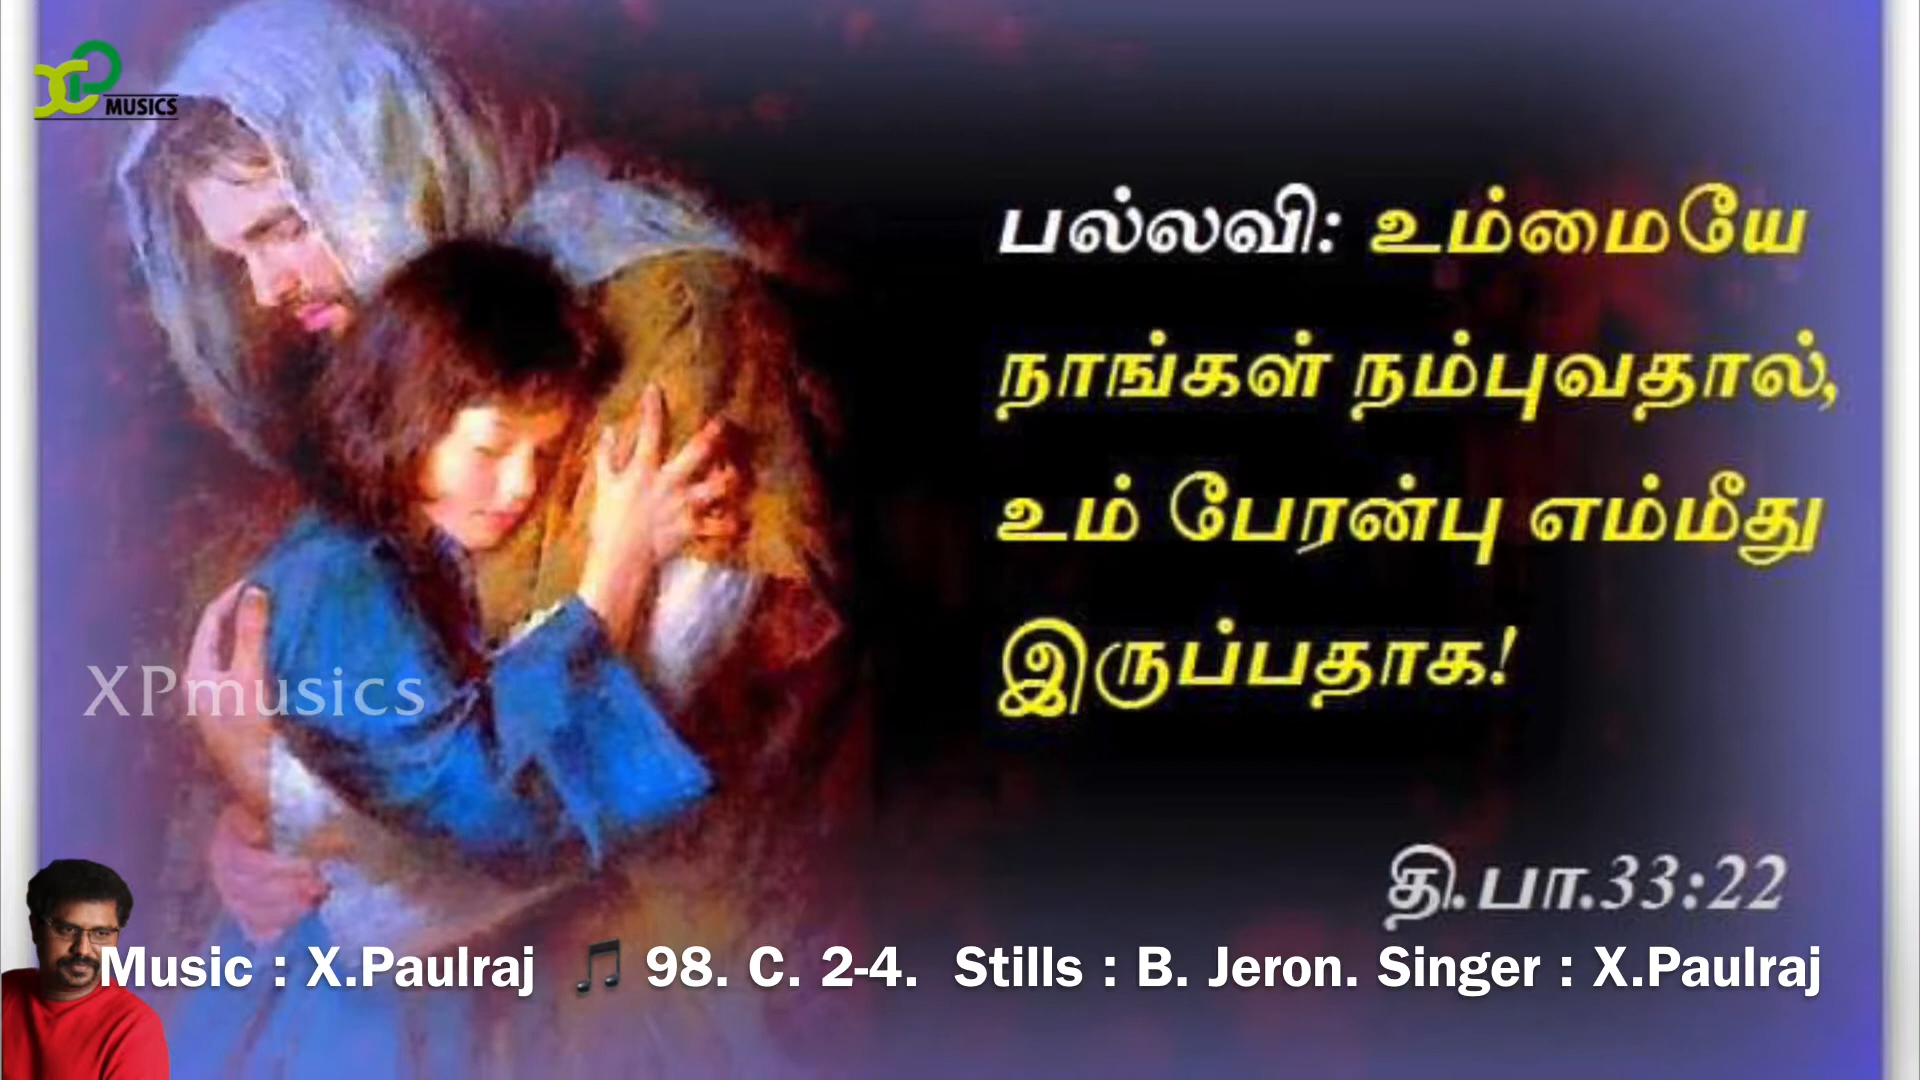 XP MUSICS
பல்லவி: உம்மையே
நாங்கள் நம்புவதால்,
உம் பேரன்பு எம்மீது
இருப்பதாக!
XPmusics
தி.பா.33:22
Music : X.Paulraj 🎵 98. C. 2-4. Stills : B. Jeron. Singer : X.Paulraj